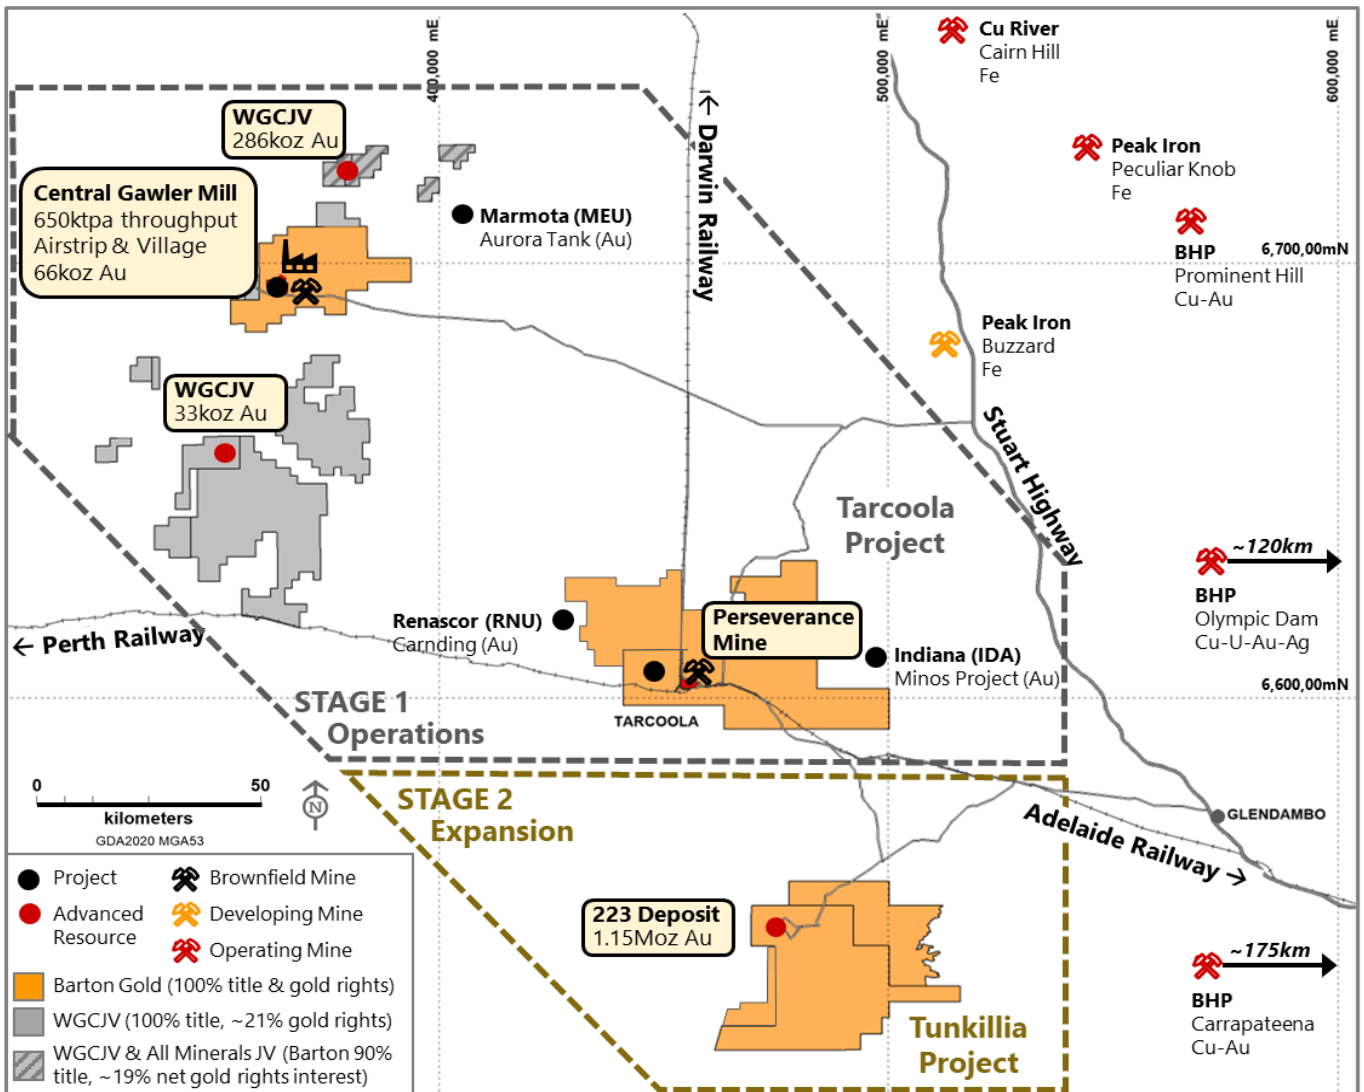 400,000 mE
500,000 mE
600,000 mE
Cu River
Cairn Hill
Fe
WGCJV
286koz Au
← Darwin Railway
Peak Iron
Peculiar Knob
Fe
Central Gawler Mill
650ktpa throughput
Airstrip & Village
66koz Au
Marmota (MEU)
Aurora Tank (Au)
BHP
Prominent Hill
Cu-Au
6,700,00mN
Peak Iron
Buzzard
Fe
WGCJV
33koz Au
Stuart Highway
Tarcoola
Project
~120km
BHP
Olympic Dam
Cu-U-Au-Ag
← Perth Railway
Renascor (RNU)
Carnding (Au)
Perseverance
Mine
Indiana (IDA)
Minos Project (Au)
6,600,00mN
STAGE 1
Operations
TARCOOLA
0
50
kilometers
GDA2020 MGA53
N
STAGE 2
Expansion
Adelaide Railway →
GLENDAMBO
223 Deposit
1.15Moz Au
~175km
BHP
Carrapateena
Cu-Au
Tunkillia
Project
Project
Brownfield Mine
Advanced
Resource
Developing Mine
Operating Mine
Barton Gold (100% title & gold rights)
WGCJV (100% title, ~21% gold rights)
WGCJV & All Minerals JV (Barton 90%
title, ~19% net gold rights interest)